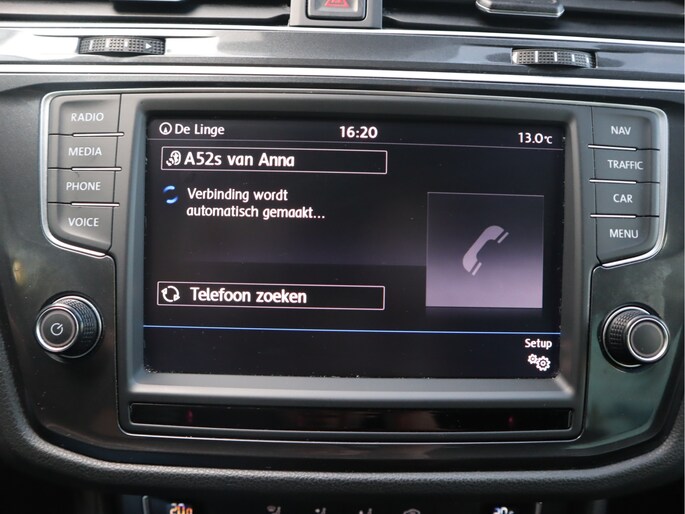 RADIO
MEDIA
PHONE
VOICE
De Linge 16:20 13.0°C
A52s van Anna
Verbinding wordt
automatisch gemaakt...
Telefoon zoeken
Setup
NAV
TRAFFIC
CAR
MENU